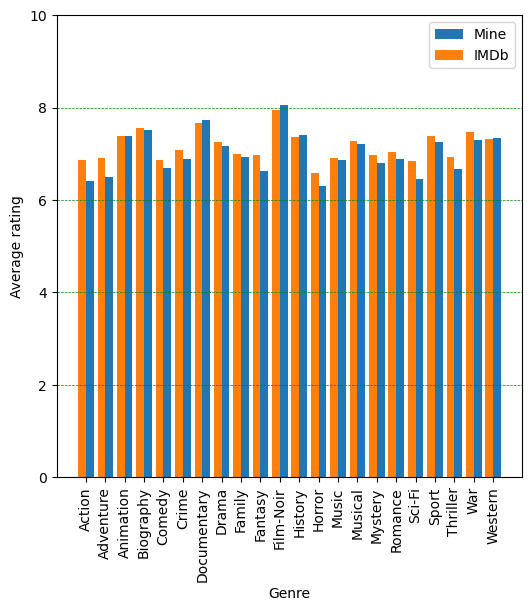 10
8
6
4
2
0
Average rating
Mine
IMDb
Action
Adventure
Animation
Biography
Comedy
Crime
Documentary
Drama
Family
Fantasy
Film-Noir
History
Horror
Music
Musical
Mystery
Romance
Sci-Fi
Sport
Thriller
War
Western
Genre